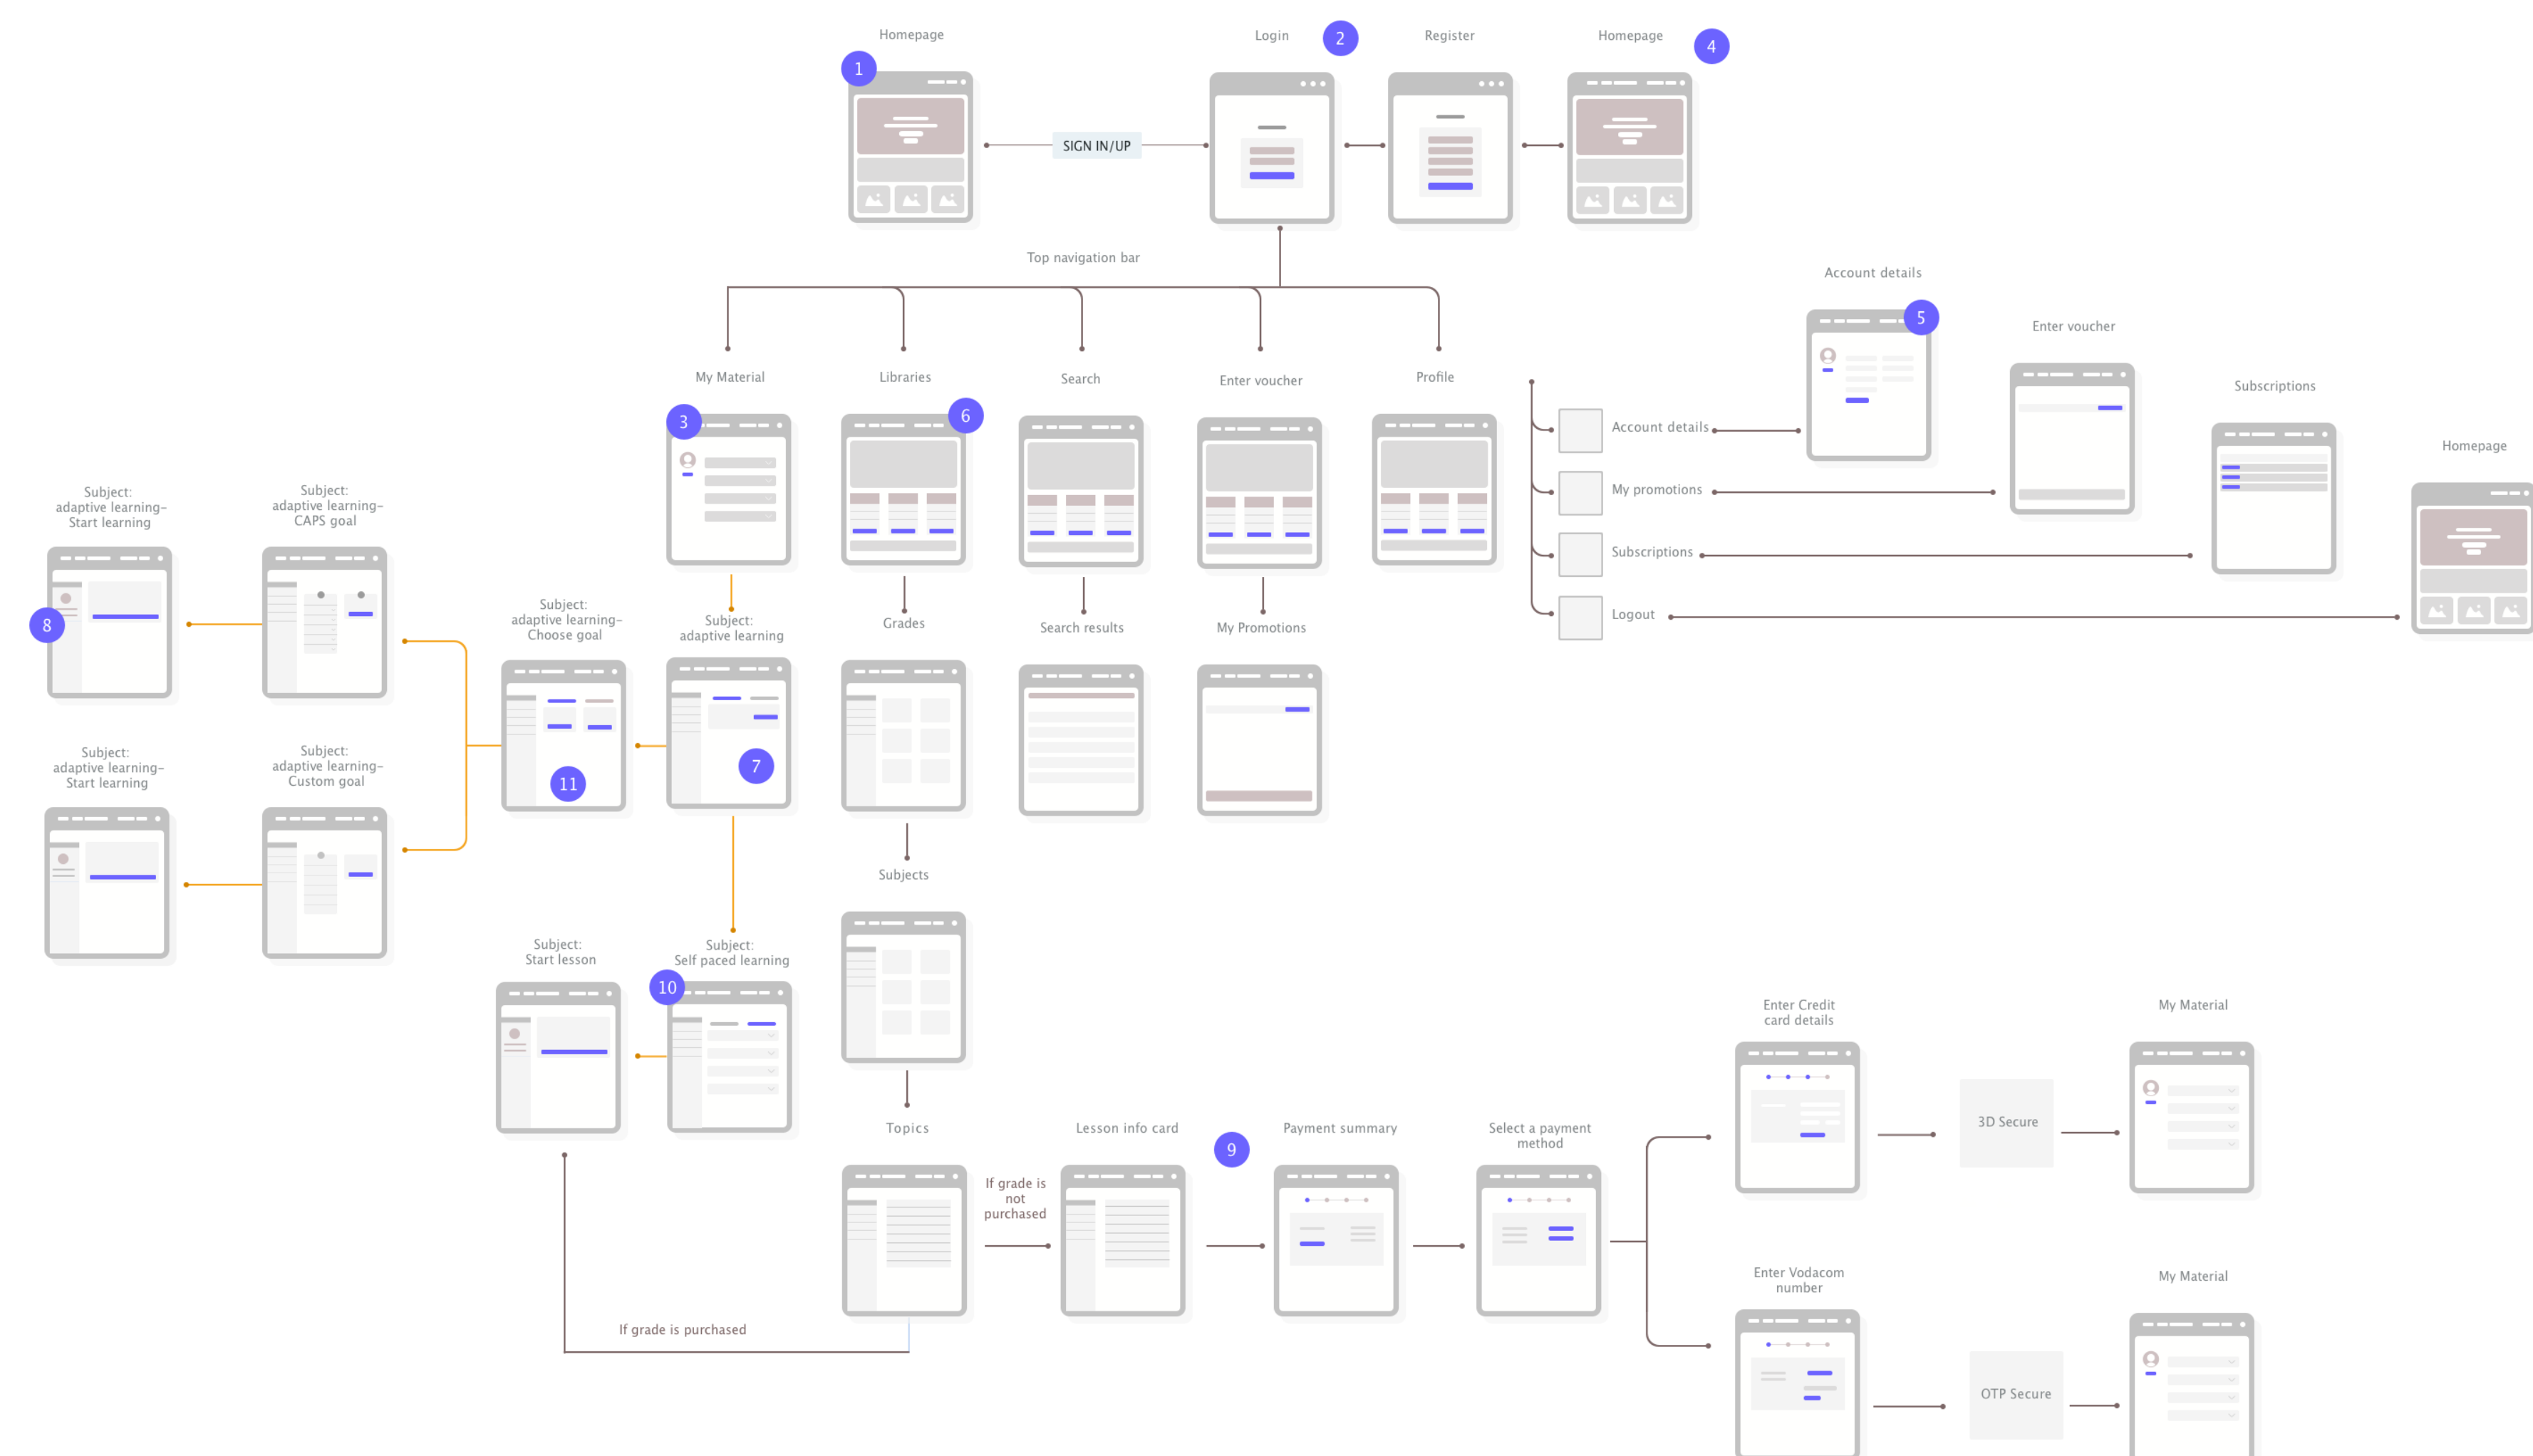 Homepage
1
Login
2
Register
Homepage
4
SIGN IN/UP
Top navigation bar
My Material
3
Libraries
6
Search
Enter voucher
Profile
Account details
My promotions
Subscriptions
Logout
Account details
5
Enter voucher
Subscriptions
Homepage
Subject:
adaptive learning-
Start learning
8
Subject:
adaptive learning-
CAPS goal
Subject:
adaptive learning-
Choose goal
11
Subject:
adaptive learning
7
Grades
Search results
My Promotions
Subject:
adaptive learning-
Start learning
Subject:
adaptive learning-
Custom goal
Subjects
Subject:
Start lesson
Subject:
Self paced learning
10
Topics
If grade is
not
purchased
Lesson info card
9
Payment summary
Select a payment
method
If grade is purchased
Enter Credit
card details
3D Secure
My Material
Enter Vodacom
number
OTP Secure
My Material